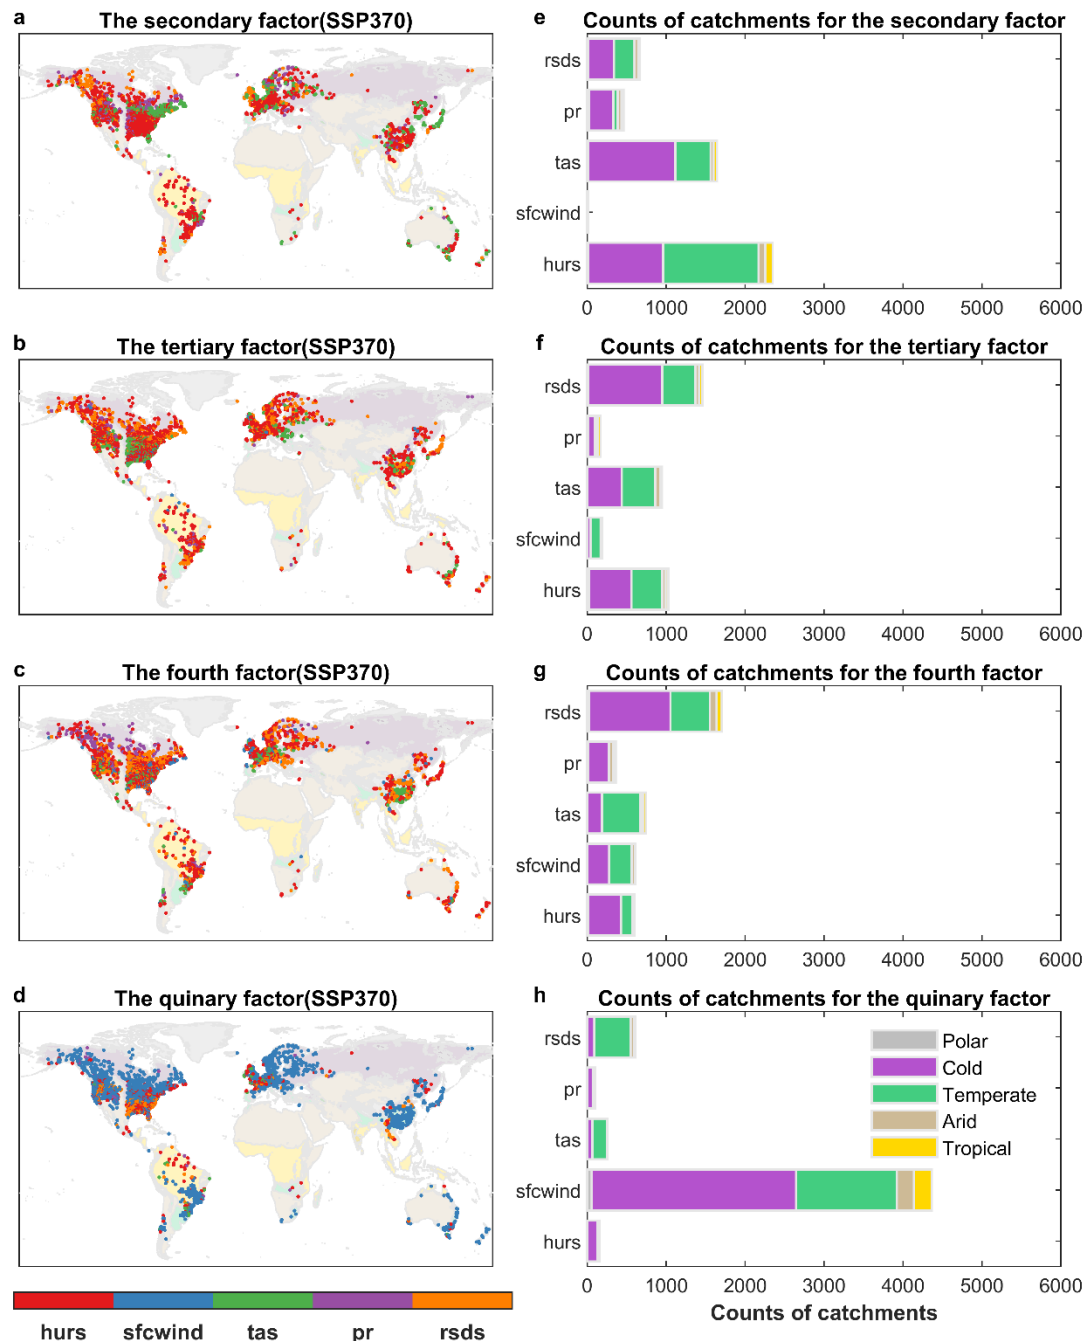 a The secondary factor(SSP370)
e Counts of catchments for the secondary factor
rsds
pr
tas
sfcwind
hurs
0 1000 2000 3000 4000 5000 6000
b The tertiary factor(SSP370)
f Counts of catchments for the tertiary factor
rsds
pr
tas
sfcwind
hurs
0 1000 2000 3000 4000 5000 6000
c The fourth factor(SSP370)
g Counts of catchments for the fourth factor
rsds
pr
tas
sfcwind
hurs
0 1000 2000 3000 4000 5000 6000
d The quinary factor(SSP370)
h Counts of catchments for the quinary factor
rsds
pr
tas
sfcwind
hurs
Polar
Cold
Temperate
Arid
Tropical
0 1000 2000 3000 4000 5000 6000
Counts of catchments
hurs sfcwind tas pr rsds